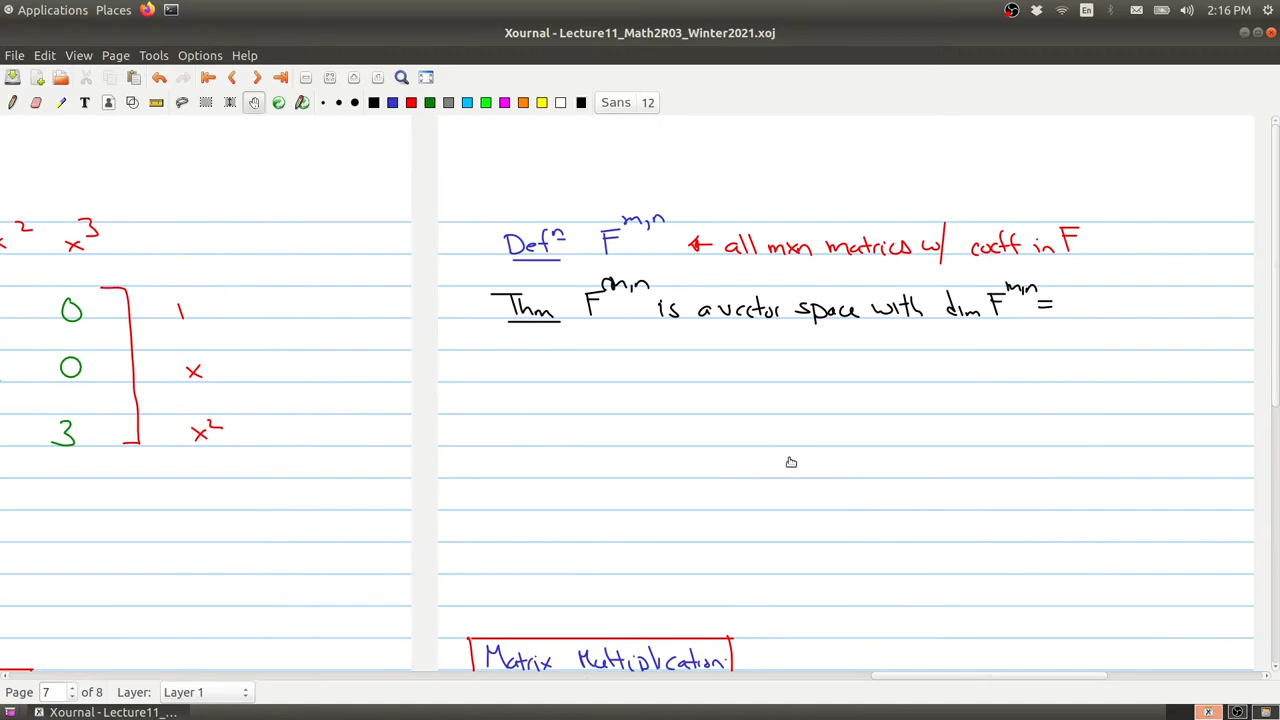 Applications Places En 2:16 PM
Xournal - Lecture11_Math2R03_Winter2021.xoj
File Edit View Page Tools Options Help
Sans 12
x² x³
0 1
0 x
3 x²
Defⁿ F^{m,n} ← all mxn matrics w/ coeff in F
Thm F^{m,n} is a vector space with dim F^{m,n} =
Matrix Multiplication
Page 7 of 8 Layer: Layer 1
Xournal - Lecture11_...